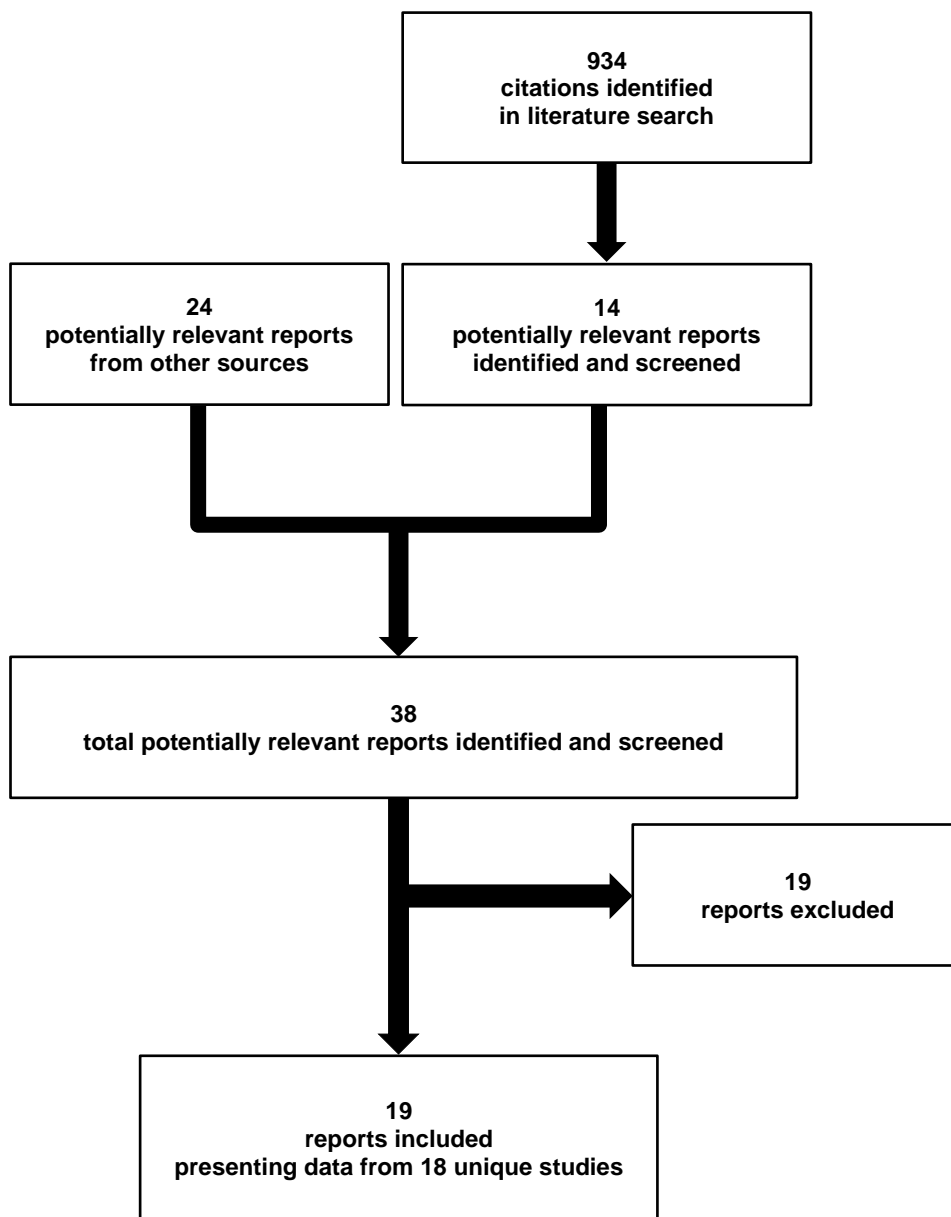 934
citations identified
in literature search
24
potentially relevant reports
from other sources
14
potentially relevant reports
identified and screened
38
total potentially relevant reports identified and screened
19
reports excluded
19
reports included
presenting data from 18 unique studies